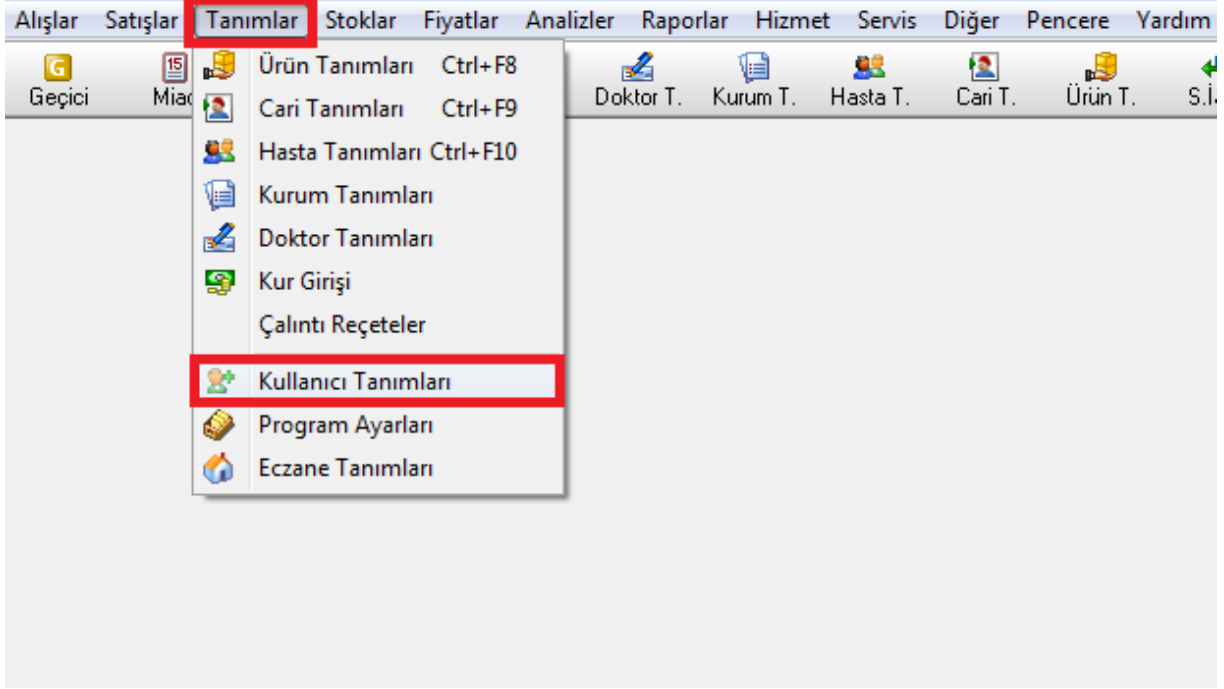 Alışlar Satışlar Tanımlar Stoklar Fiyatlar Analizler Raporlar Hizmet Servis Diğer Pencere Yardım
Geçici Doktor T. Kurum T. Hasta T. Cari T. Ürün T.
Ürün Tanımları Ctrl+F8
Cari Tanımları Ctrl+F9
Hasta Tanımları Ctrl+F10
Kurum Tanımları
Doktor Tanımları
Kur Girişi
Çalıntı Reçeteler
Kullanıcı Tanımları
Program Ayarları
Eczane Tanımları